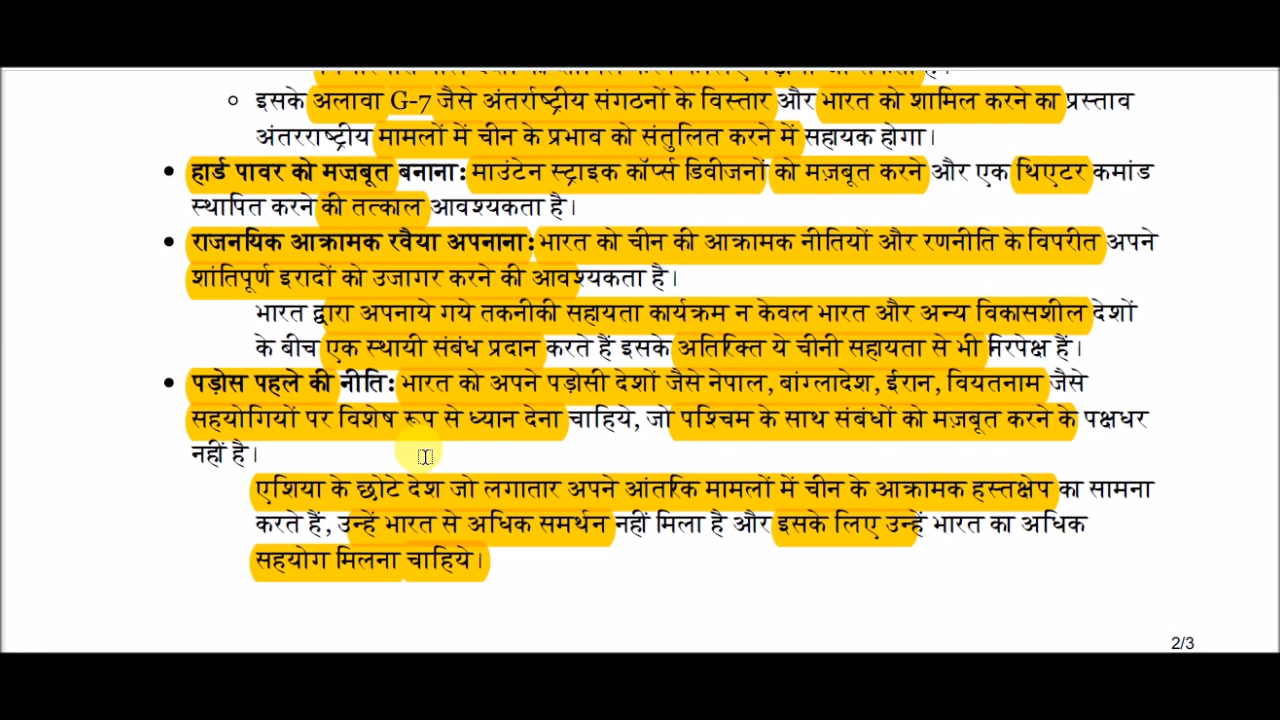 इसके अलावा G-7 जैसे अंतर्राष्ट्रीय संगठनों के विस्तार और भारत को शामिल करने का प्रस्ताव
अंतरराष्ट्रीय मामलों में चीन के प्रभाव को संतुलित करने में सहायक होगा।
हार्ड पावर को मजबूत बनाना: माउंटेन स्ट्राइक कॉर्प्स डिवीजनों को मज़बूत करने और एक थिएटर कमांड
स्थापित करने की तत्काल आवश्यकता है।
राजनयिक आक्रामक रवैया अपनाना: भारत को चीन की आक्रामक नीतियों और रणनीति के विपरीत अपने
शांतिपूर्ण इरादों को उजागर करने की आवश्यकता है।
भारत द्वारा अपनाये गये तकनीकी सहायता कार्यक्रम न केवल भारत और अन्य विकासशील देशों
के बीच एक स्थायी संबंध प्रदान करते हैं इसके अतिरिक्त ये चीनी सहायता से भी निरपेक्ष हैं।
पड़ोस पहले की नीति: भारत को अपने पड़ोसी देशों जैसे नेपाल, बांग्लादेश, ईरान, वियतनाम जैसे
सहयोगियों पर विशेष रूप से ध्यान देना चाहिये, जो पश्चिम के साथ संबंधों को मज़बूत करने के पक्षधर
नहीं है।
एशिया के छोटे देश जो लगातार अपने आंतरिक मामलों में चीन के आक्रामक हस्तक्षेप का सामना
करते हैं, उन्हें भारत से अधिक समर्थन नहीं मिला है और इसके लिए उन्हें भारत का अधिक
सहयोग मिलना चाहिये।
2/3